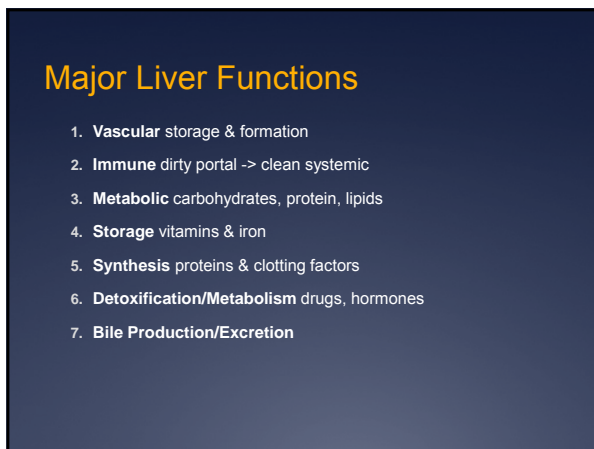 Major Liver Functions
1. Vascular storage & formation
2. Immune dirty portal -> clean systemic
3. Metabolic carbohydrates, protein, lipids
4. Storage vitamins & iron
5. Synthesis proteins & clotting factors
6. Detoxification/Metabolism drugs, hormones
7. Bile Production/Excretion